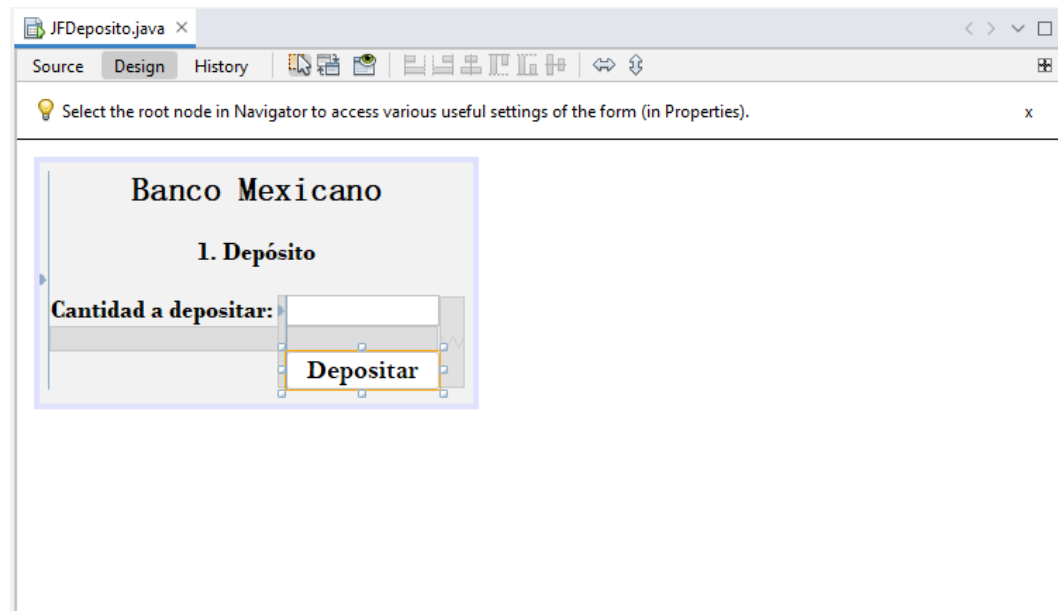 JFDeposito.java
Source Design History
Select the root node in Navigator to access various useful settings of the form (in Properties). x
Banco Mexicano
1. Depósito
Cantidad a depositar:
Depositar